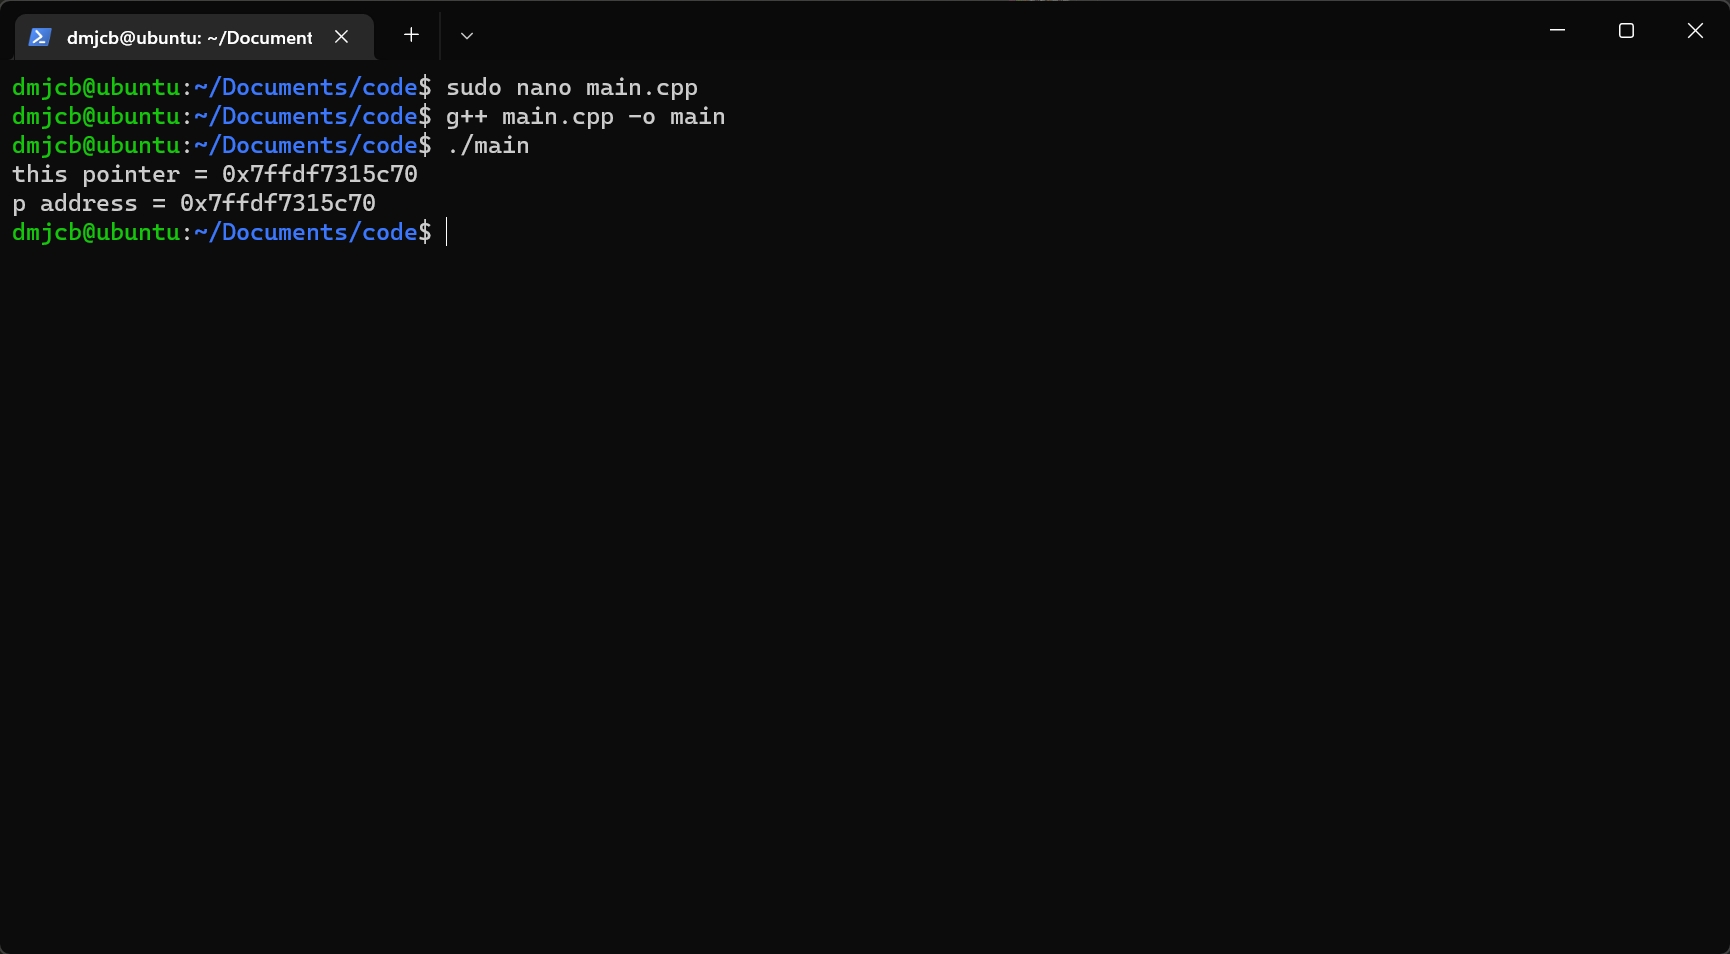 dmjcb@ubuntu: ~/Document
dmjcb@ubuntu:~/Documents/code$ sudo nano main.cpp
dmjcb@ubuntu:~/Documents/code$ g++ main.cpp -o main
dmjcb@ubuntu:~/Documents/code$ ./main
this pointer = 0x7ffdf7315c70
p address = 0x7ffdf7315c70
dmjcb@ubuntu:~/Documents/code$